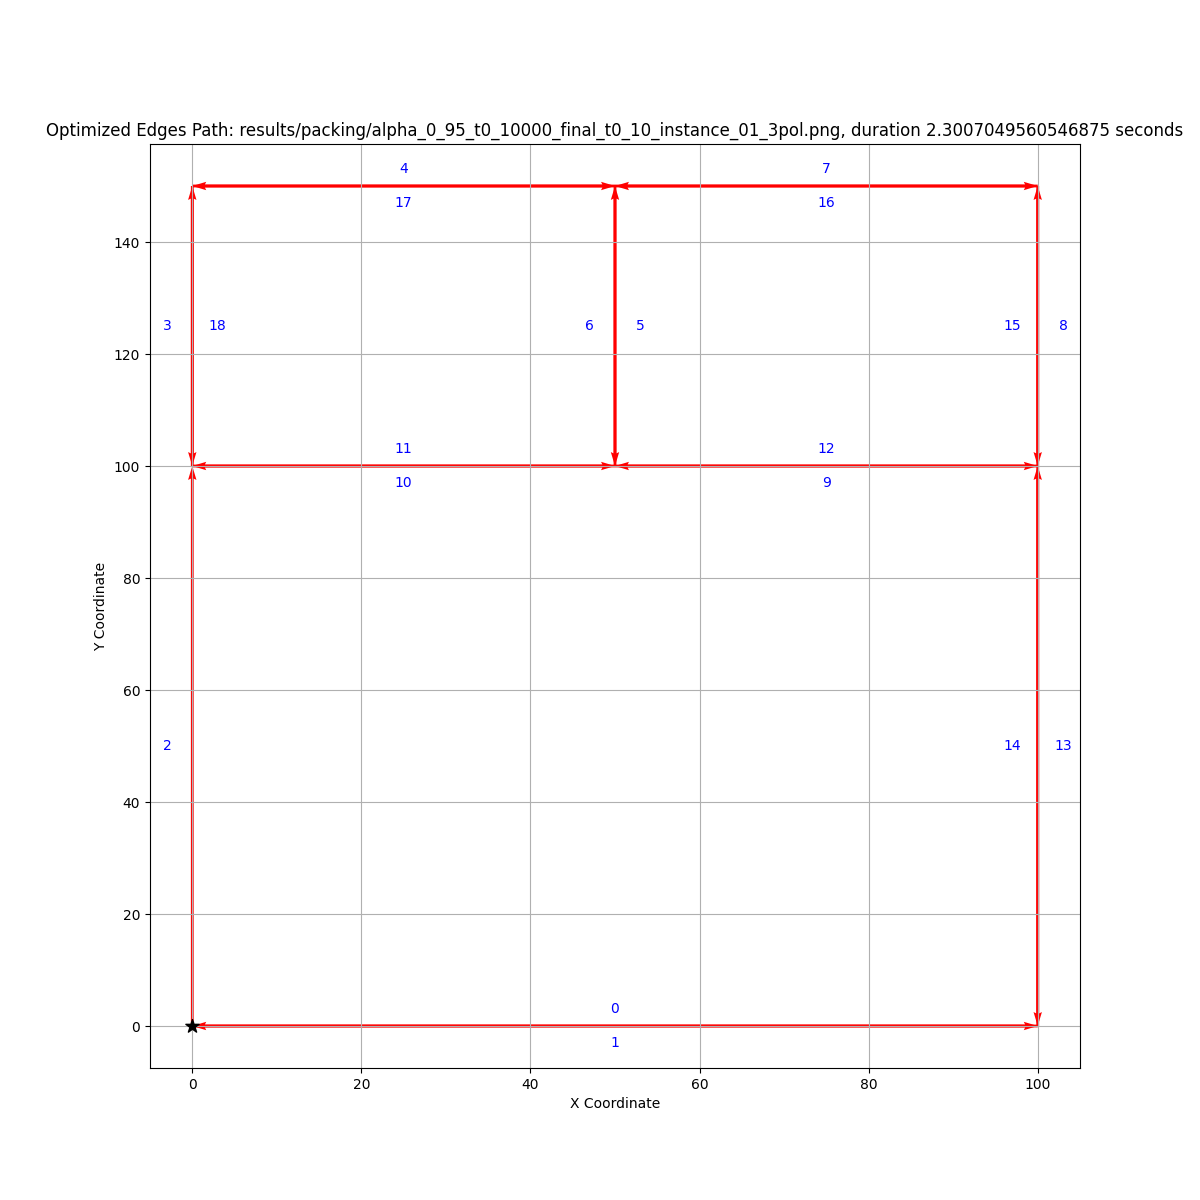 Optimized Edges Path: results/packing/alpha_0_95_t0_10000_final_t0_10_instance_01_3pol.png, duration 2.3007049560546875 seconds
4 7
17 16
140
3 18 6 5 15 8
120
11 12
100
10 9
80
Y Coordinate
60
2 14 13
40
20
0
0
1
0 20 40 60 80 100
X Coordinate